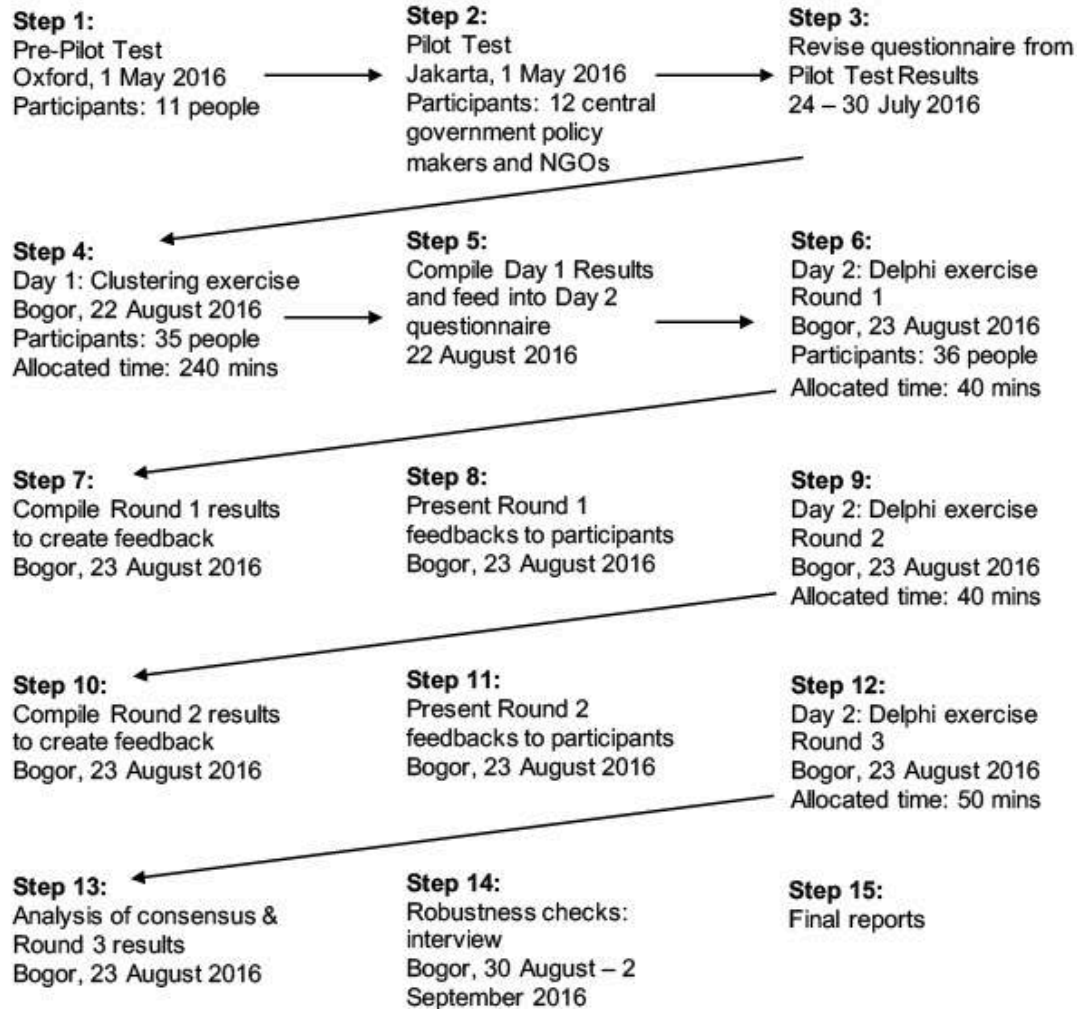 Step 1:
Pre-Pilot Test
Oxford, 1 May 2016
Participants: 11 people
Step 2:
Pilot Test
Jakarta, 1 May 2016
Participants: 12 central
government policy
makers and NGOs
Step 3:
Revise questionnaire from
Pilot Test Results
24 – 30 July 2016
Step 4:
Day 1: Clustering exercise
Bogor, 22 August 2016
Participants: 35 people
Allocated time: 240 mins
Step 5:
Compile Day 1 Results
and feed into Day 2
questionnaire
22 August 2016
Step 6:
Day 2: Delphi exercise
Round 1
Bogor, 23 August 2016
Participants: 36 people
Allocated time: 40 mins
Step 7:
Compile Round 1 results
to create feedback
Bogor, 23 August 2016
Step 8:
Present Round 1
feedbacks to participants
Bogor, 23 August 2016
Step 9:
Day 2: Delphi exercise
Round 2
Bogor, 23 August 2016
Allocated time: 40 mins
Step 10:
Compile Round 2 results
to create feedback
Bogor, 23 August 2016
Step 11:
Present Round 2
feedbacks to participants
Bogor, 23 August 2016
Step 12:
Day 2: Delphi exercise
Round 3
Bogor, 23 August 2016
Allocated time: 50 mins
Step 13:
Analysis of consensus &
Round 3 results
Bogor, 23 August 2016
Step 14:
Robustness checks:
interview
Bogor, 30 August – 2
September 2016
Step 15:
Final reports